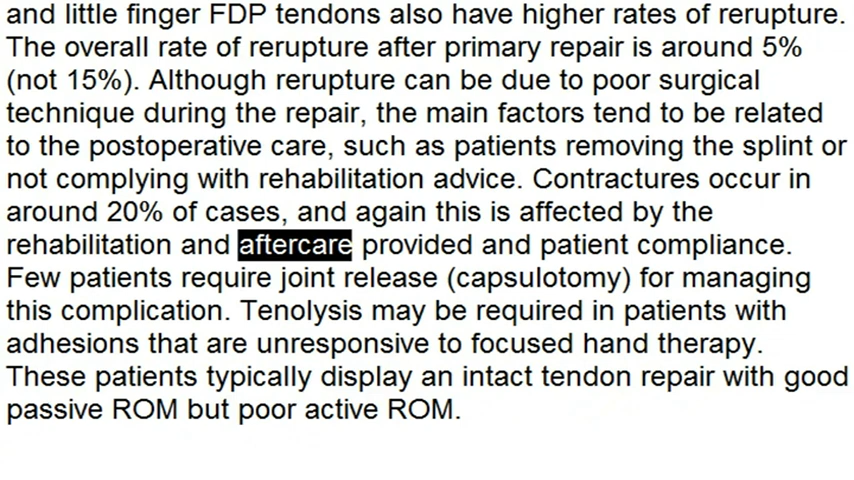 and little finger FDP tendons also have higher rates of rerupture.
The overall rate of rerupture after primary repair is around 5%
(not 15%). Although rerupture can be due to poor surgical
technique during the repair, the main factors tend to be related
to the postoperative care, such as patients removing the splint or
not complying with rehabilitation advice. Contractures occur in
around 20% of cases, and again this is affected by the
rehabilitation and aftercare provided and patient compliance.
Few patients require joint release (capsulotomy) for managing
this complication. Tenolysis may be required in patients with
adhesions that are unresponsive to focused hand therapy.
These patients typically display an intact tendon repair with good
passive ROM but poor active ROM.